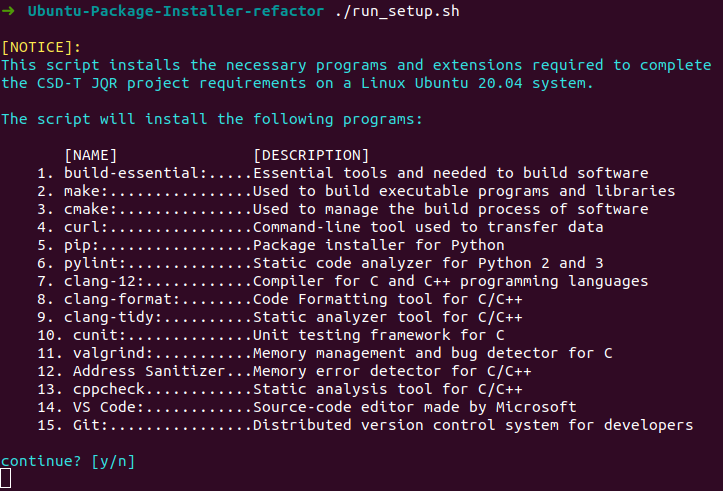 ➜ Ubuntu-Package-Installer-refactor ./run_setup.sh
[NOTICE]:
This script installs the necessary programs and extensions required to complete
the CSD-T JQR project requirements on a Linux Ubuntu 20.04 system.
The script will install the following programs:
[NAME] [DESCRIPTION]
1. build-essential:.....Essential tools and needed to build software
2. make:................Used to build executable programs and libraries
3. cmake:...............Used to manage the build process of software
4. curl:................Command-line tool used to transfer data
5. pip:.................Package installer for Python
6. pylint:..............Static code analyzer for Python 2 and 3
7. clang-12:............Compiler for C and C++ programming languages
8. clang-format:........Code Formatting tool for C/C++
9. clang-tidy:..........Static analyzer tool for C/C++
10. cunit:..............Unit testing framework for C
11. valgrind:...........Memory management and bug detector for C
12. Address Sanitizer...Memory error detector for C/C++
13. cppcheck............Static analysis tool for C/C++
14. VS Code:............Source-code editor made by Microsoft
15. Git:................Distributed version control system for developers
continue? [y/n]